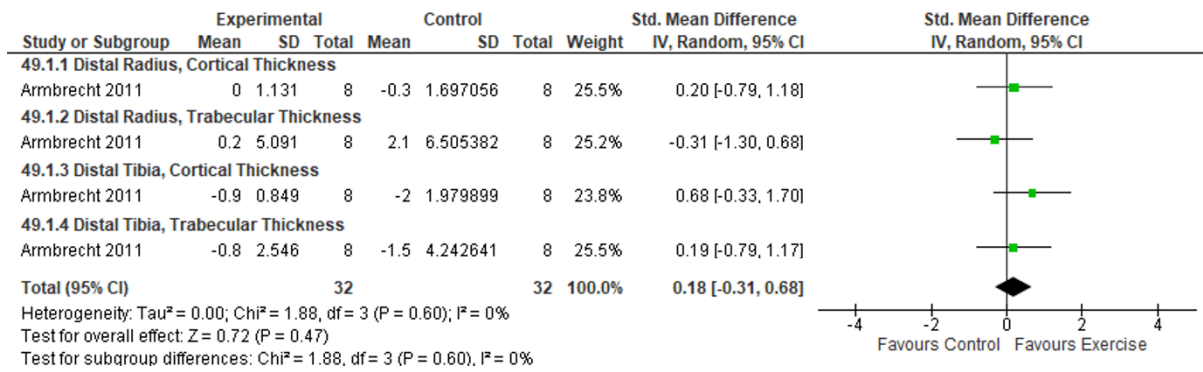 Experimental Control Std. Mean Difference Std. Mean Difference
Study or Subgroup Mean SD Total Mean SD Total Weight IV, Random, 95% CI IV, Random, 95% CI
49.1.1 Distal Radius, Cortical Thickness
Armbrecht 2011 0 1.131 8 -0.3 1.697056 8 25.5% 0.20 [-0.79, 1.18]
49.1.2 Distal Radius, Trabecular Thickness
Armbrecht 2011 0.2 5.091 8 2.1 6.505382 8 25.2% -0.31 [-1.30, 0.68]
49.1.3 Distal Tibia, Cortical Thickness
Armbrecht 2011 -0.9 0.849 8 -2 1.979899 8 23.8% 0.68 [-0.33, 1.70]
49.1.4 Distal Tibia, Trabecular Thickness
Armbrecht 2011 -0.8 2.546 8 -1.5 4.242641 8 25.5% 0.19 [-0.79, 1.17]
Total (95% CI) 32 32 100.0% 0.18 [-0.31, 0.68]
Heterogeneity: Tau² = 0.00; Chi² = 1.88, df = 3 (P = 0.60); I² = 0%
Test for overall effect: Z = 0.72 (P = 0.47)
Test for subgroup differences: Chi² = 1.88, df = 3 (P = 0.60), I² = 0%
-4 -2 0 2 4
Favours Control Favours Exercise